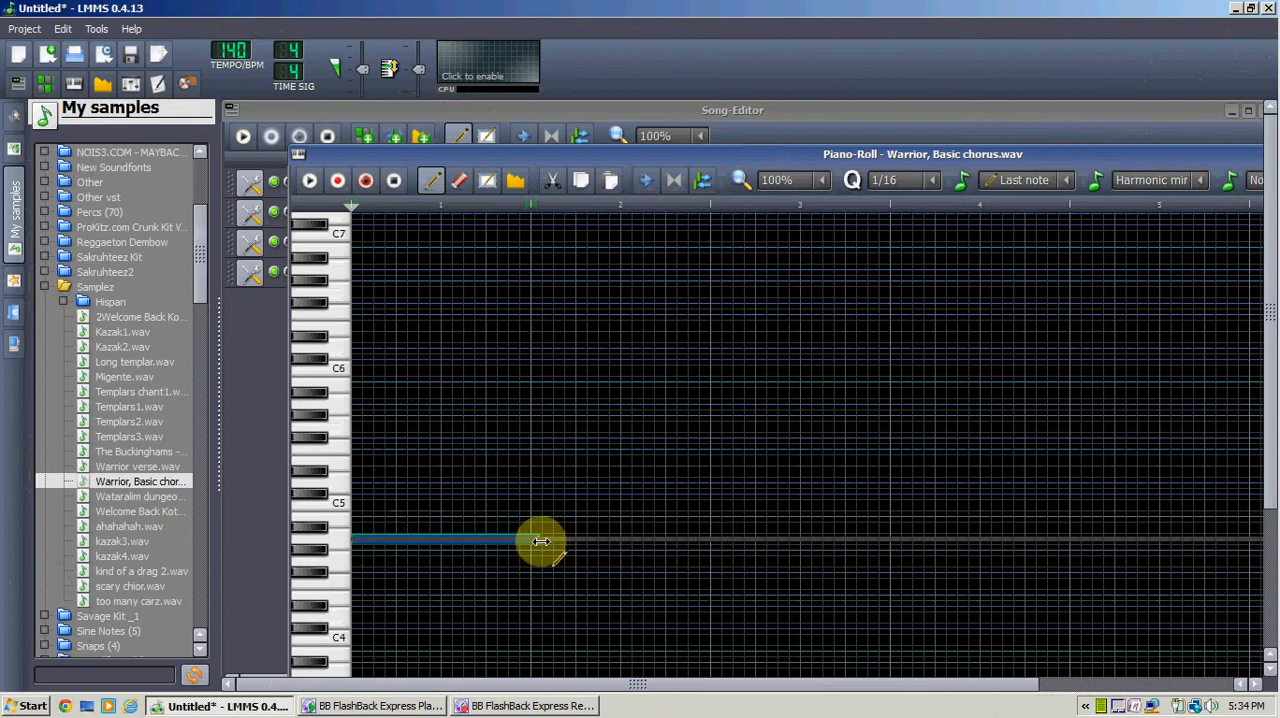 Untitled* - LMMS 0.4.13
Project Edit Tools Help
140
TEMPO/BPM
4
4
TIME SIG
Click to enable
CPU
My samples
Song-Editor
100%
Piano-Roll - Warrior, Basic chorus.wav
100%
Q
1/16
Last note
Harmonic mir
No
1 2 3 4 5
My samples
NOIS3.COM - MAYBAC...
New Soundfonts
Other
Other vst
Percs (70)
ProKitz.com Crunk Kit V...
Reggaeton Dembow
Sakruhteez Kit
Sakruhteez2
Samplez
Hispan
2Welcome Back Ko...
Kazak1.wav
Kazak2.wav
Long templar.wav
Migente.wav
Templars chant1.w...
Templars1.wav
Templars2.wav
Templars3.wav
The Buckinghams -...
Warrior verse.wav
Warrior, Basic chor...
Wataralim dungeo...
Welcome Back Kot...
ahahahah.wav
kazak3.wav
kazak4.wav
kind of a drag 2.wav
scary chior.wav
too many carz.wav
Savage Kit _1
Sine Notes (5)
Snaps (4)
C7
C6
C5
C4
Start
Untitled* - LMMS 0.4....
BB FlashBack Express Pla...
BB FlashBack Express Re...
5:34 PM